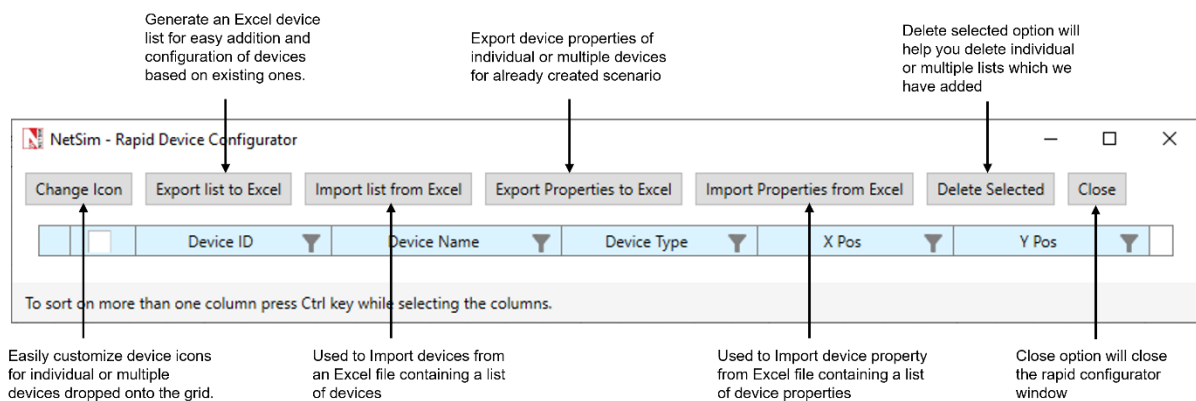 Generate an Excel device
list for easy addition and
configuration of devices
based on existing ones.
Export device properties of
individual or multiple devices
for already created scenario
Delete selected option will
help you delete individual
or multiple lists which we
have added
NetSim - Rapid Device Configurator
Change Icon
Export list to Excel
Import list from Excel
Export Properties to Excel
Import Properties from Excel
Delete Selected
Close
Device ID
Device Name
Device Type
X Pos
Y Pos
To sort on more than one column press Ctrl key while selecting the columns.
Easily customize device icons
for individual or multiple
devices dropped onto the grid.
Used to Import devices from
an Excel file containing a list
of devices
Used to Import device property
from Excel file containing a list
of device properties
Close option will close
the rapid configurator
window